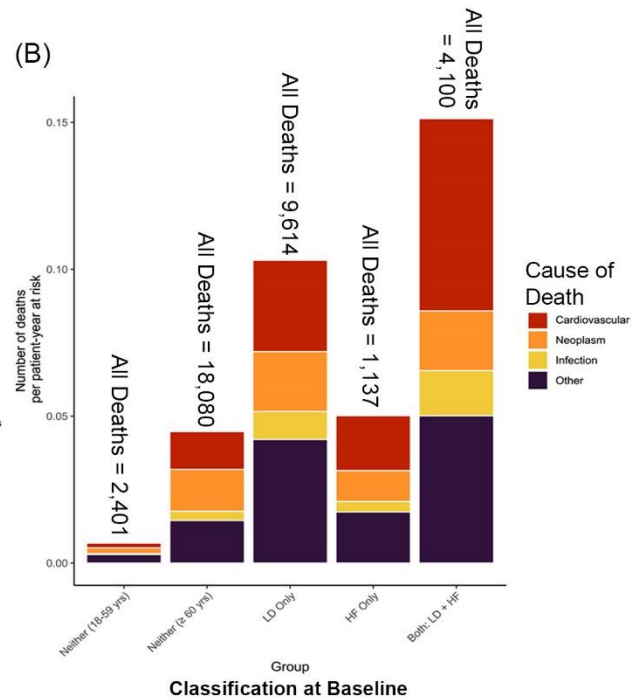 (B)
All Deaths
= 4,100
All Deaths = 9,614
All Deaths = 18,080
All Deaths = 1,137
All Deaths = 2,401
Number of deaths
per patient-year at risk
0.15
0.10
0.05
0.00
Cause of
Death
Cardiovascular
Neoplasm
Infection
Other
Neither (18-59 yrs)
Neither (≥ 60 yrs)
LD Only
HF Only
Both: LD + HF
Group
Classification at Baseline